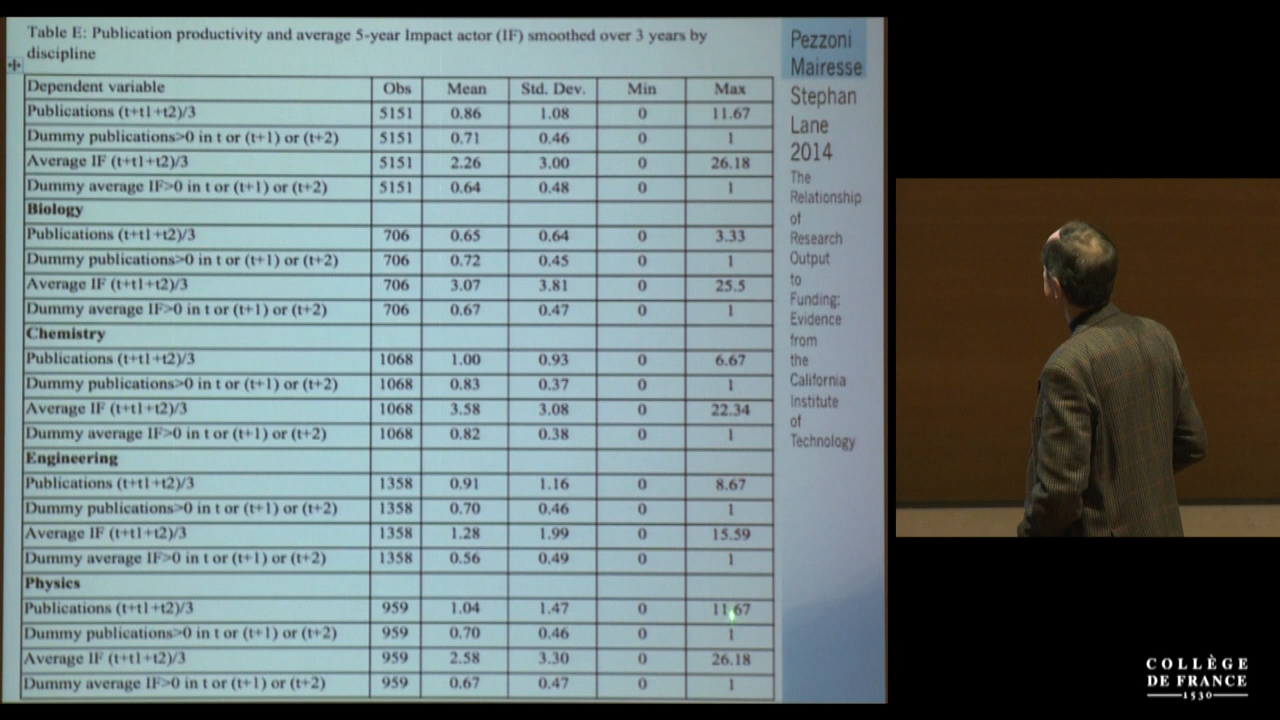 Table E: Publication productivity and average 5-year Impact actor (IF) smoothed over 3 years by
discipline
Dependent variable Obs Mean Std. Dev. Min Max
Publications (t+t1+t2)/3 5151 0.86 1.08 0 11.67
Dummy publications>0 in t or (t+1) or (t+2) 5151 0.71 0.46 0 1
Average IF (t+t1+t2)/3 5151 2.26 3.00 0 26.18
Dummy average IF>0 in t or (t+1) or (t+2) 5151 0.64 0.48 0 1
Biology
Publications (t+t1+t2)/3 706 0.65 0.64 0 3.33
Dummy publications>0 in t or (t+1) or (t+2) 706 0.72 0.45 0 1
Average IF (t+t1+t2)/3 706 3.07 3.81 0 25.5
Dummy average IF>0 in t or (t+1) or (t+2) 706 0.67 0.47 0 1
Chemistry
Publications (t+t1+t2)/3 1068 1.00 0.93 0 6.67
Dummy publications>0 in t or (t+1) or (t+2) 1068 0.83 0.37 0 1
Average IF (t+t1+t2)/3 1068 3.58 3.08 0 22.34
Dummy average IF>0 in t or (t+1) or (t+2) 1068 0.82 0.38 0 1
Engineering
Publications (t+t1+t2)/3 1358 0.91 1.16 0 8.67
Dummy publications>0 in t or (t+1) or (t+2) 1358 0.70 0.46 0 1
Average IF (t+t1+t2)/3 1358 1.28 1.99 0 15.59
Dummy average IF>0 in t or (t+1) or (t+2) 1358 0.56 0.49 0 1
Physics
Publications (t+t1+t2)/3 959 1.04 1.47 0 11.67
Dummy publications>0 in t or (t+1) or (t+2) 959 0.70 0.46 0 1
Average IF (t+t1+t2)/3 959 2.58 3.30 0 26.18
Dummy average IF>0 in t or (t+1) or (t+2) 959 0.67 0.47 0 1
Pezzoni
Mairesse
Stephan
Lane
2014
The
Relationship
of
Research
Output
to
Funding:
Evidence
from
the
California
Institute
of
Technology
COLLÈGE
DE FRANCE
1530